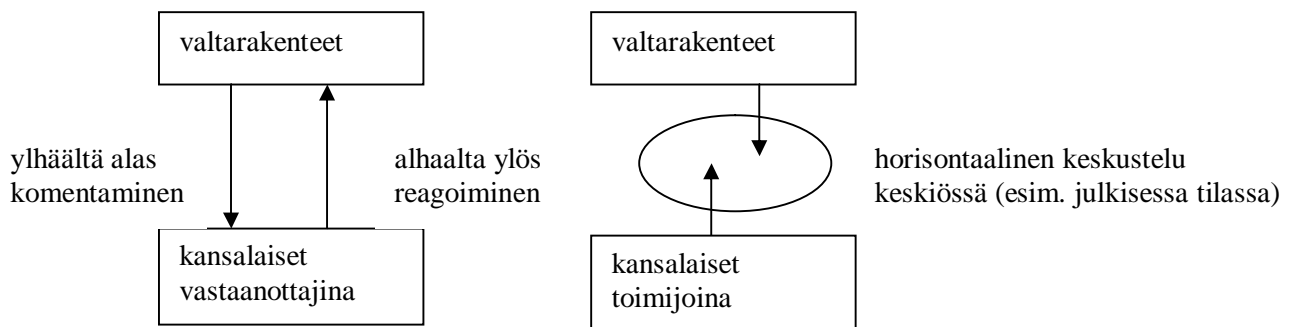 valtarakenteet
ylhäältä alas
komentaminen
alhaalta ylös
reagoiminen
kansalaiset
vastaanottajina
valtarakenteet
horisontaalinen keskustelu
keskiössä (esim. julkisessa tilassa)
kansalaiset
toimijoina